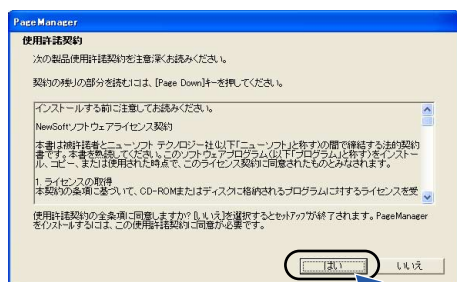 PageManager
使用許諾契約
次の製品使用許諾契約を注意深くお読みください。
契約の残りの部分を読むには、[Page Down]キーを押してください。
インストールする前に注意してお読みください。
NewSoftソフトウェアライセンス契約
本書は被許諾者とニューソフト テクノロジー社(以下「ニューソフト」と称す)の間で締結する法的契約
書です。本書を熟読してください。このソフトウェアプログラム(以下「プログラム」と称す)をインストー
ル、コピー、または使用された時点で、このライセンス契約に同意されたものとみなされます。
1. ライセンスの取得
本契約の条項に基づいて、CD-ROMまたはディスクに格納されるプログラムに対するライセンスを受
使用許諾契約の全条項に同意しますか? [いいえ]を選択するとセットアップが終了されます。PageManager
をインストールするには、この使用許諾契約に同意が必要です。
はい
いいえ